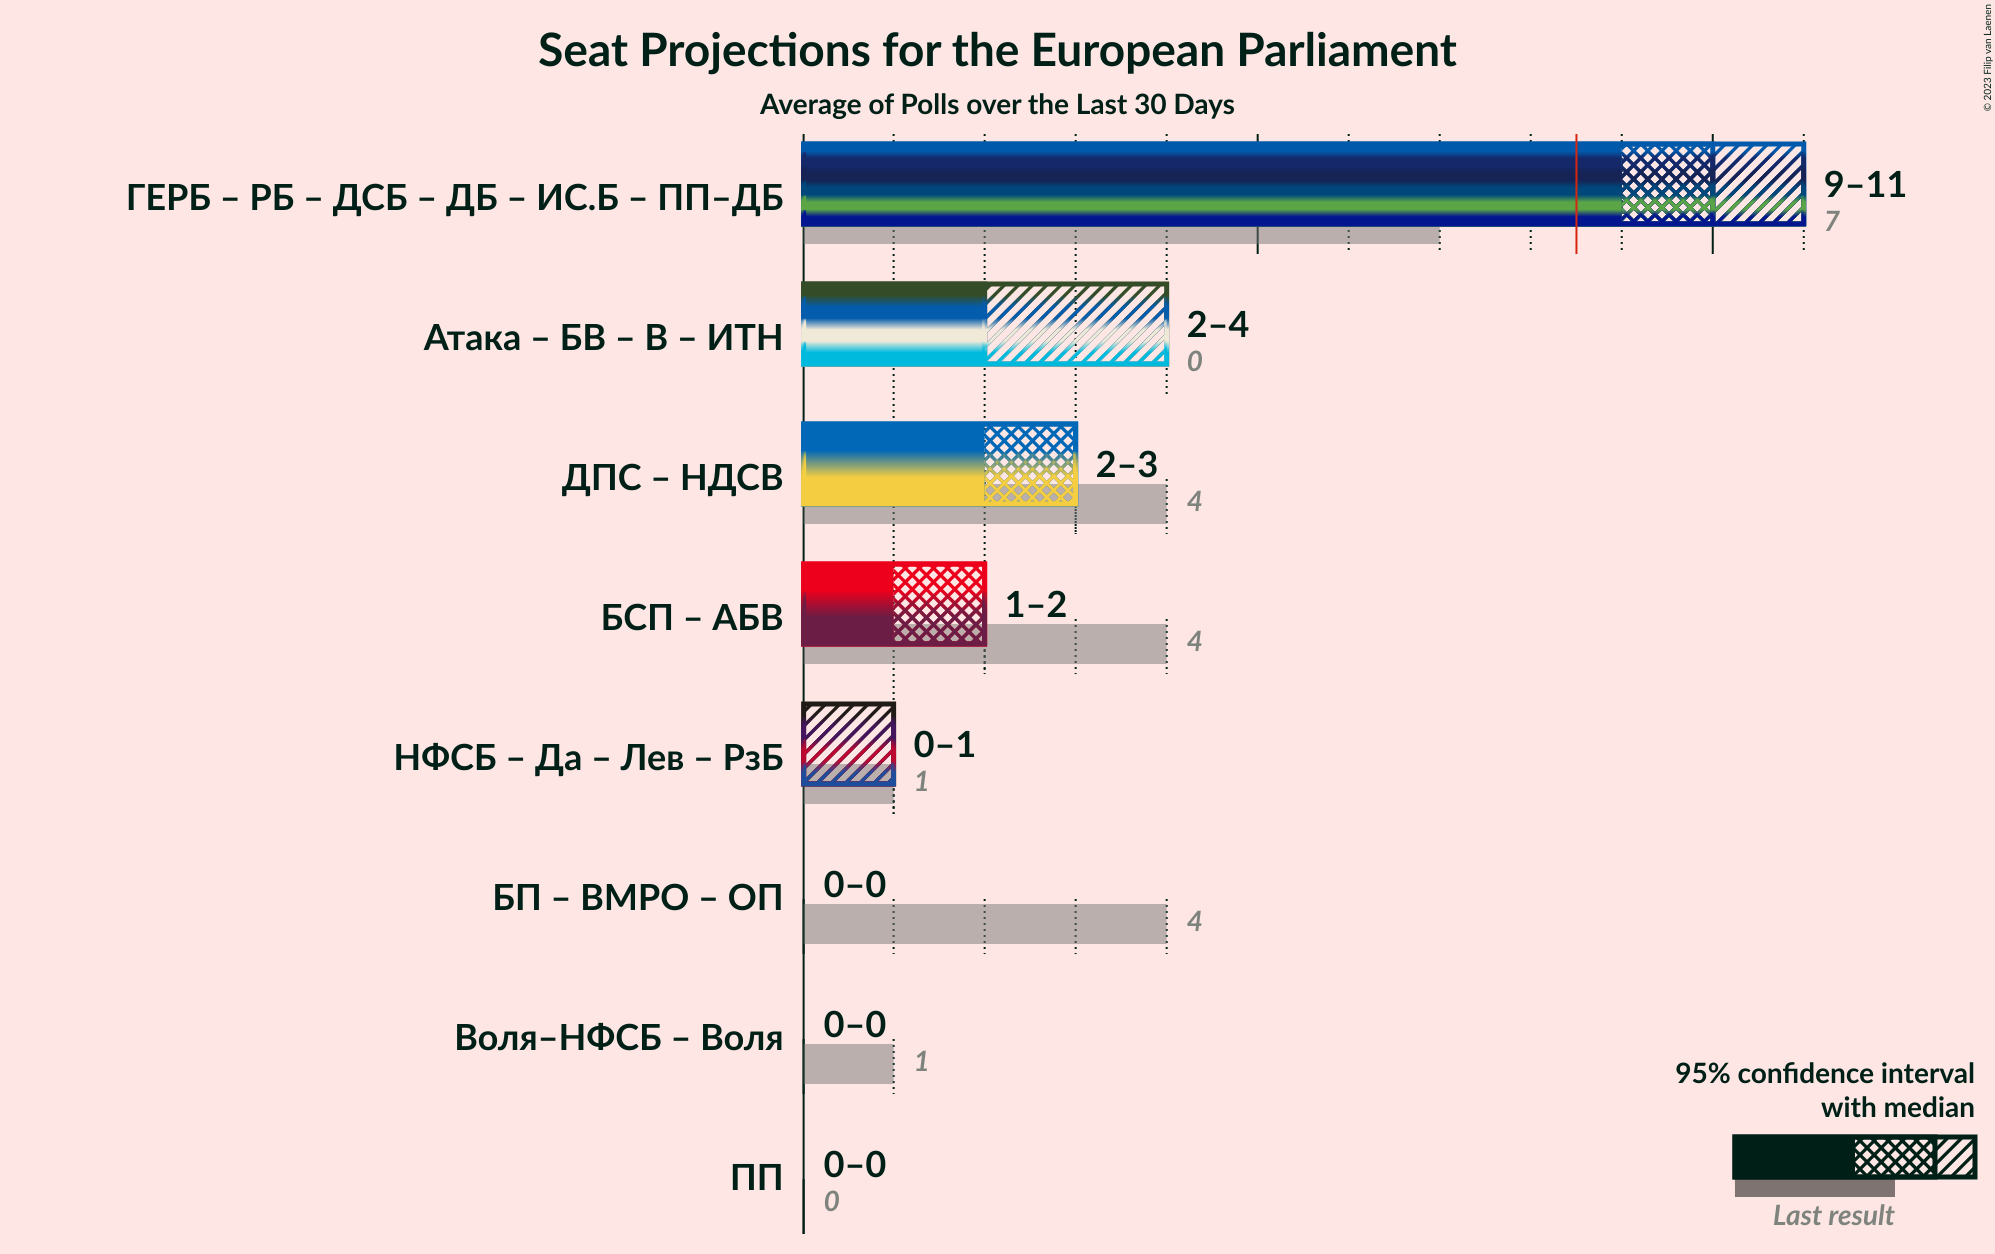 Seat Projections for the European Parliament
Average of Polls over the Last 30 Days
© 2023 Filip van Laenen
ГЕРБ – РБ – ДСБ – ДБ – ИС.Б – ПП–ДБ
9–11
7
Атака – БВ – В – ИТН
2–4
0
ДПС – НДСВ
2–3
4
БСП – АБВ
1–2
4
НФСБ – Да – Лев – РзБ
0–1
1
БП – ВМРО – ОП
0–0
4
Воля–НФСБ – Воля
0–0
1
ПП
0–0
0
95% confidence interval
with median
Last result